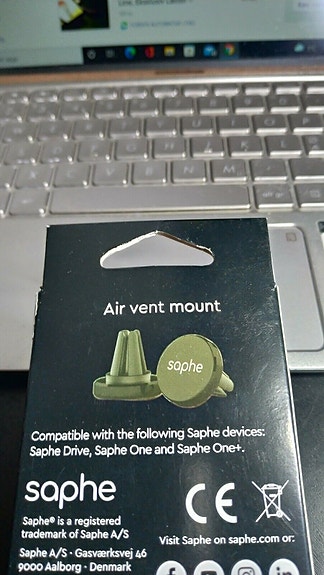 Air vent mount
saphe
Compatible with the following Saphe devices:
Saphe Drive, Saphe One and Saphe One+.
saphe
CE
Saphe® is a registered
trademark of Saphe A/S
Visit Saphe on saphe.com or:
Saphe A/S · Gasværksvej 46
9000 Aalborg · Denmark